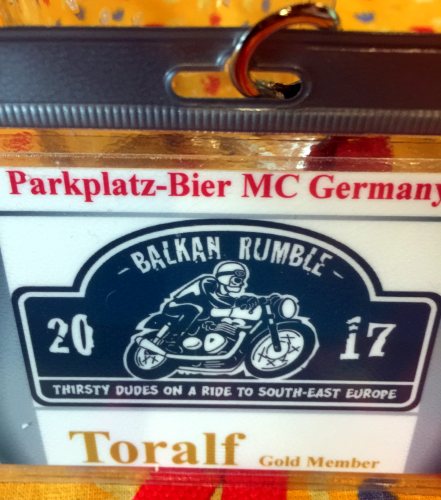 Parkplatz-Bier MC Germany
- BALKAN RUMBLE -
20 17
THIRSTY DUDES ON A RIDE TO SOUTH-EAST EUROPE
Toralf Gold Member